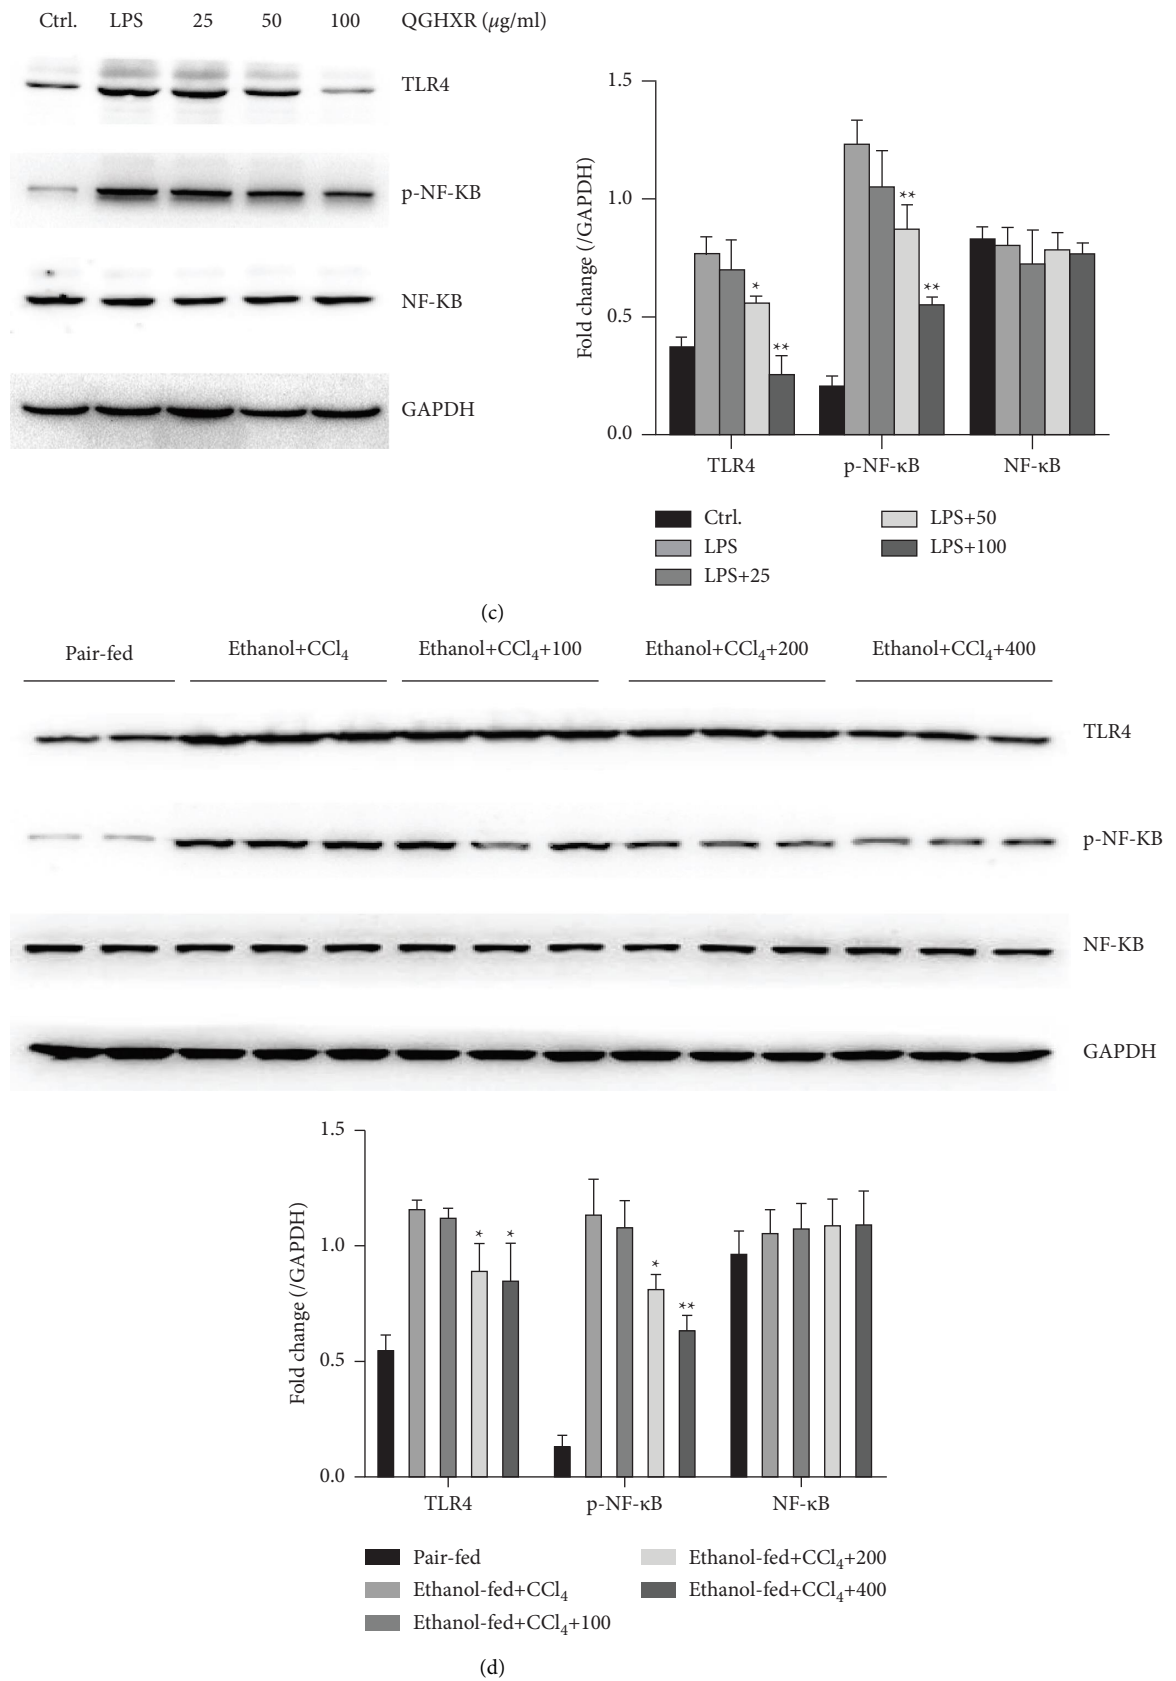 Ctrl. LPS 25 50 100 QGHXR (μg/ml)
TLR4
p-NF-KB
NF-KB
GAPDH
1.5
1.0
0.5
0.0
Fold change (/GAPDH)
* ** ** **
TLR4 p-NF-κB NF-κB
Ctrl. LPS+50
LPS LPS+100
LPS+25
(c)
Pair-fed Ethanol+CCl4 Ethanol+CCl4+100 Ethanol+CCl4+200 Ethanol+CCl4+400
TLR4
p-NF-KB
NF-KB
GAPDH
1.5
1.0
0.5
0.0
Fold change (/GAPDH)
* * * **
TLR4 p-NF-κB NF-κB
Pair-fed Ethanol-fed+CCl4+200
Ethanol-fed+CCl4 Ethanol-fed+CCl4+400
Ethanol-fed+CCl4+100
(d)